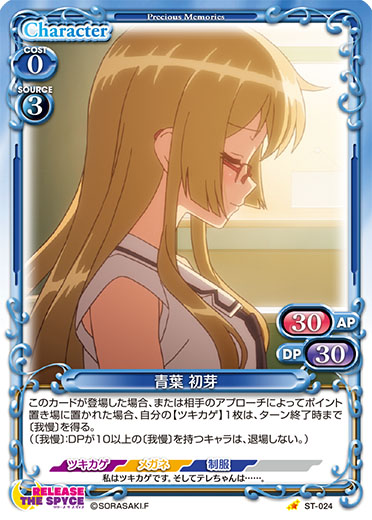 Precious Memories
Character
COST
0
SOURCE
3
30 AP
DP 30
青葉 初芽
このカードが登場した場合、または相手のアプローチによってポイント
置き場に置かれた場合、自分の【ツキカゲ】1枚は、ターン終了時まで
〔我慢〕を得る。
(〔我慢〕:DPが10以上の〔我慢〕を持つキャラは、退場しない。)
ツキカゲ メガネ 制服
私はツキカゲです。そしてテレちゃんは……。
RELEASE
THE SPYCE
©SORASAKI.F
ST-024